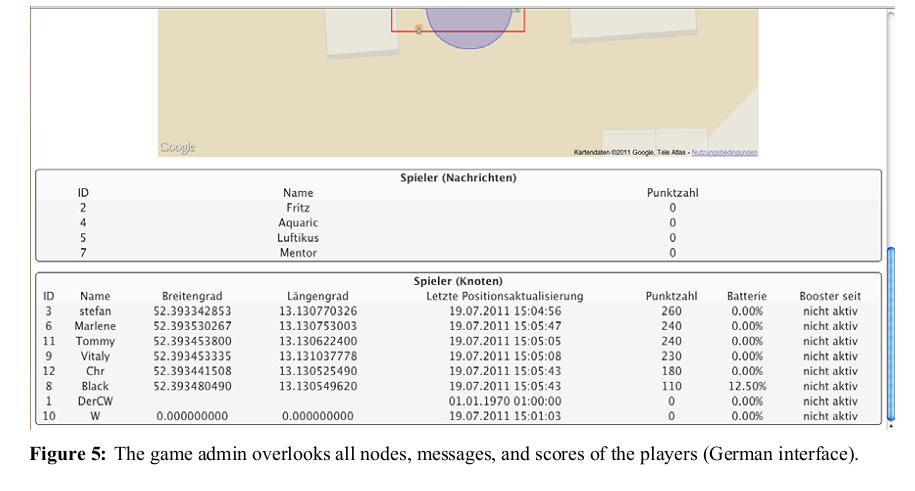 Google
Kartendaten ©2011 Google, Tele Atlas - Nutzungsbedingungen
Spieler (Nachrichten)
ID Name Punktzahl
2 Fritz 0
4 Aquaric 0
5 Luftikus 0
7 Mentor 0
Spieler (Knoten)
ID Name Breitengrad Längengrad Letzte Positionsaktualisierung Punktzahl Batterie Booster seit
3 stefan 52.393342853 13.130770326 19.07.2011 15:04:56 260 0.00% nicht aktiv
6 Marlene 52.393530267 13.130753003 19.07.2011 15:05:47 240 0.00% nicht aktiv
11 Tommy 52.393453800 13.130622400 19.07.2011 15:05:05 240 0.00% nicht aktiv
9 Vitaly 52.393453335 13.131037778 19.07.2011 15:05:08 230 0.00% nicht aktiv
12 Chr 52.393441508 13.130525490 19.07.2011 15:05:43 180 0.00% nicht aktiv
8 Black 52.393480490 13.130549620 19.07.2011 15:05:43 110 12.50% nicht aktiv
1 DerCW 01.01.1970 01:00:00 0 0.00% nicht aktiv
10 W 0.000000000 0.000000000 19.07.2011 15:01:03 0 0.00% nicht aktiv
Figure 5: The game admin overlooks all nodes, messages, and scores of the players (German interface).